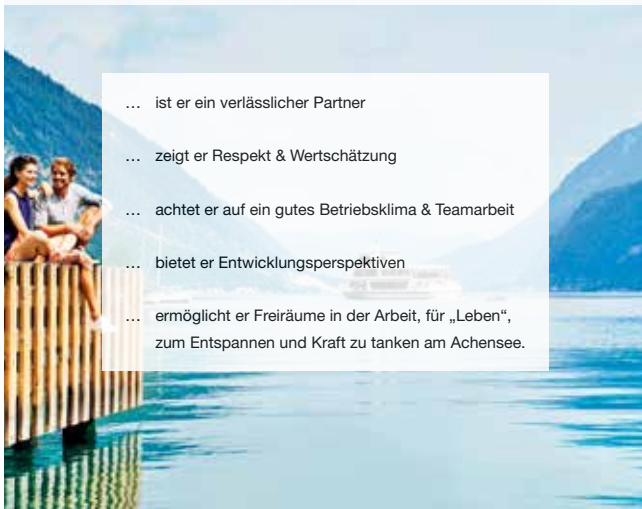 … ist er ein verlässlicher Partner
… zeigt er Respekt & Wertschätzung
… achtet er auf ein gutes Betriebsklima & Teamarbeit
… bietet er Entwicklungsperspektiven
… ermöglicht er Freiräume in der Arbeit, für „Leben“,
zum Entspannen und Kraft zu tanken am Achensee.